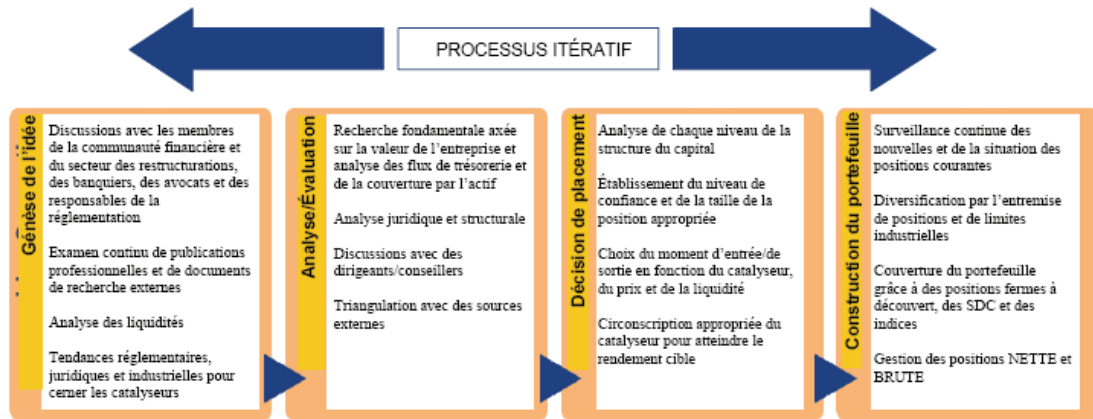 PROCESSUS ITÉRATIF
Génèse de l'idée
Discussions avec les membres
de la communauté financière et
du secteur des restructurations,
des banquiers, des avocats et des
responsables de la
réglementation
Examen continu de publications
professionnelles et de documents
de recherche externes
Analyse des liquidités
Tendances réglementaires,
juridiques et industrielles pour
cerner les catalyseurs
Analyse/Évaluation
Recherche fondamentale axée
sur la valeur de l'entreprise et
analyse des flux de trésorerie et
de la couverture par l'actif
Analyse juridique et structurale
Discussions avec des
dirigeants/conseillers
Triangulation avec des sources
externes
Décision de placement
Analyse de chaque niveau de la
structure du capital
Établissement du niveau de
confiance et de la taille de la
position appropriée
Choix du moment d'entrée/de
sortie en fonction du catalyseur,
du prix et de la liquidité
Circonscription appropriée du
catalyseur pour atteindre le
rendement cible
Construction du portefeuille
Surveillance continue des
nouvelles et de la situation des
positions courantes
Diversification par l'entremise
de positions et de limites
industrielles
Couverture du portefeuille
grâce à des positions fermes à
découvert, des SDC et des
indices
Gestion des positions NETTE et
BRUTE